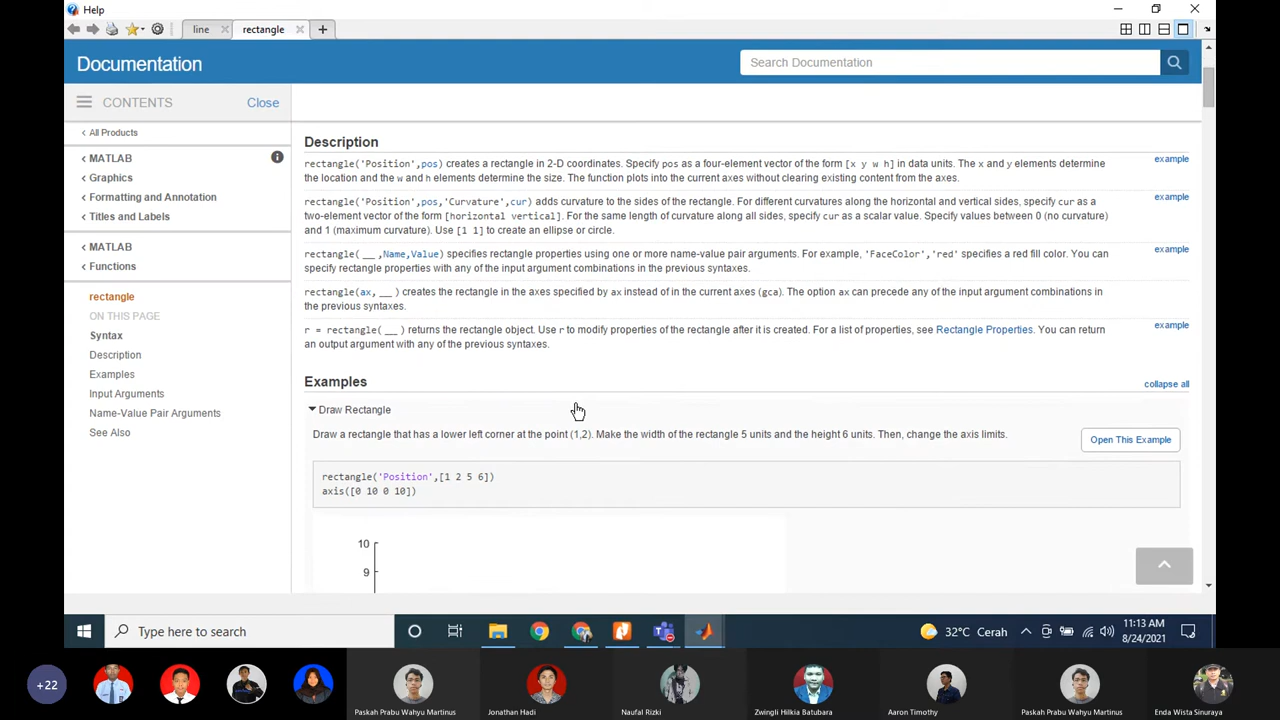 Help
line
rectangle
Documentation
Search Documentation
CONTENTS
Close
All Products
MATLAB
Graphics
Formatting and Annotation
Titles and Labels
MATLAB
Functions
rectangle
ON THIS PAGE
Syntax
Description
Examples
Input Arguments
Name-Value Pair Arguments
See Also
Description
rectangle('Position',pos) creates a rectangle in 2-D coordinates. Specify pos as a four-element vector of the form [x y w h] in data units. The x and y elements determine
the location and the w and h elements determine the size. The function plots into the current axes without clearing existing content from the axes.
example
rectangle('Position',pos,'Curvature',cur) adds curvature to the sides of the rectangle. For different curvatures along the horizontal and vertical sides, specify cur as a
two-element vector of the form [horizontal vertical]. For the same length of curvature along all sides, specify cur as a scalar value. Specify values between 0 (no curvature)
and 1 (maximum curvature). Use [1 1] to create an ellipse or circle.
example
rectangle( __ ,Name,Value) specifies rectangle properties using one or more name-value pair arguments. For example, 'FaceColor','red' specifies a red fill color. You can
specify rectangle properties with any of the input argument combinations in the previous syntaxes.
example
rectangle(ax, __ ) creates the rectangle in the axes specified by ax instead of in the current axes (gca). The option ax can precede any of the input argument combinations in
the previous syntaxes.
r = rectangle( __ ) returns the rectangle object. Use r to modify properties of the rectangle after it is created. For a list of properties, see Rectangle Properties. You can return
an output argument with any of the previous syntaxes.
example
Examples
collapse all
Draw Rectangle
Draw a rectangle that has a lower left corner at the point (1,2). Make the width of the rectangle 5 units and the height 6 units. Then, change the axis limits.
Open This Example
rectangle('Position',[1 2 5 6])
axis([0 10 0 10])
10
9
Type here to search
32°C Cerah
11:13 AM
8/24/2021
+22
Paskah Prabu Wahyu Martinus
Jonathan Hadi
Naufal Rizki
Zwingli Hilkia Batubara
Aaron Timothy
Paskah Prabu Wahyu Martinus
Enda Wista Sinuraya